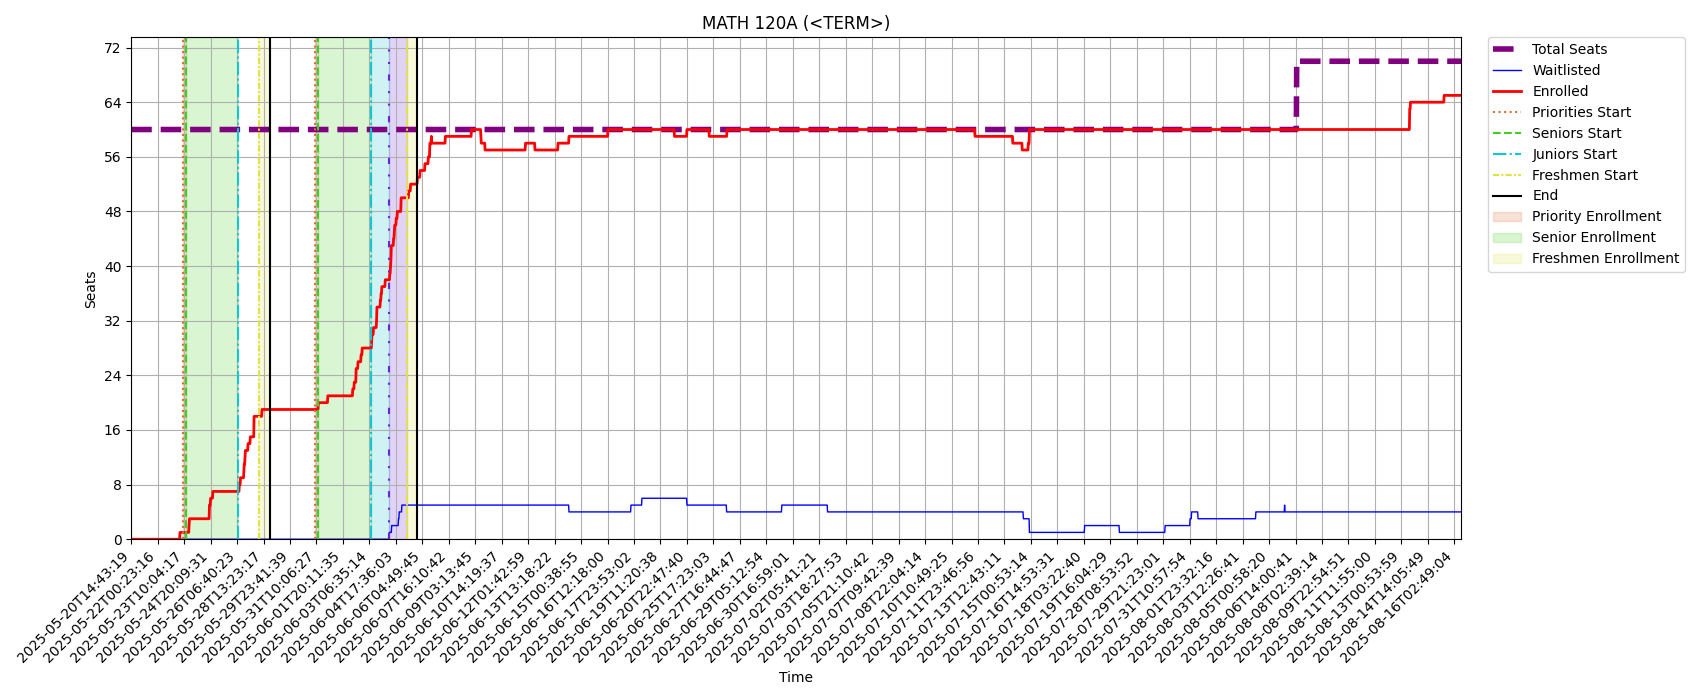 MATH 120A (<TERM>)
Seats
72
64
56
48
40
32
24
16
8
0
2025-05-20T14:43:19
2025-05-22T00:23:16
2025-05-23T10:04:17
2025-05-24T20:09:31
2025-05-26T06:40:23
2025-05-28T13:23:17
2025-05-29T23:41:39
2025-05-31T10:06:27
2025-06-01T20:11:35
2025-06-03T06:35:14
2025-06-04T17:36:03
2025-06-06T04:49:45
2025-06-07T16:10:42
2025-06-09T03:13:45
2025-06-10T14:19:37
2025-06-12T01:42:59
2025-06-13T13:18:22
2025-06-15T00:38:55
2025-06-16T12:18:00
2025-06-17T23:53:02
2025-06-19T11:20:38
2025-06-20T22:47:40
2025-06-25T17:23:03
2025-06-27T16:44:47
2025-06-29T05:12:54
2025-06-30T16:59:01
2025-07-02T05:41:21
2025-07-03T18:27:53
2025-07-05T21:10:42
2025-07-07T09:42:39
2025-07-08T22:04:14
2025-07-10T10:49:25
2025-07-11T23:46:56
2025-07-13T12:43:11
2025-07-15T00:53:14
2025-07-16T14:53:31
2025-07-18T03:22:40
2025-07-19T16:04:29
2025-07-28T08:53:52
2025-07-29T21:23:01
2025-07-31T10:57:54
2025-08-01T23:32:16
2025-08-03T12:26:41
2025-08-05T00:58:20
2025-08-06T14:00:41
2025-08-08T02:39:14
2025-08-09T22:54:51
2025-08-11T11:55:00
2025-08-13T00:53:59
2025-08-14T14:05:49
2025-08-16T02:49:04
Time
Total Seats
Waitlisted
Enrolled
Priorities Start
Seniors Start
Juniors Start
Freshmen Start
End
Priority Enrollment
Senior Enrollment
Freshmen Enrollment